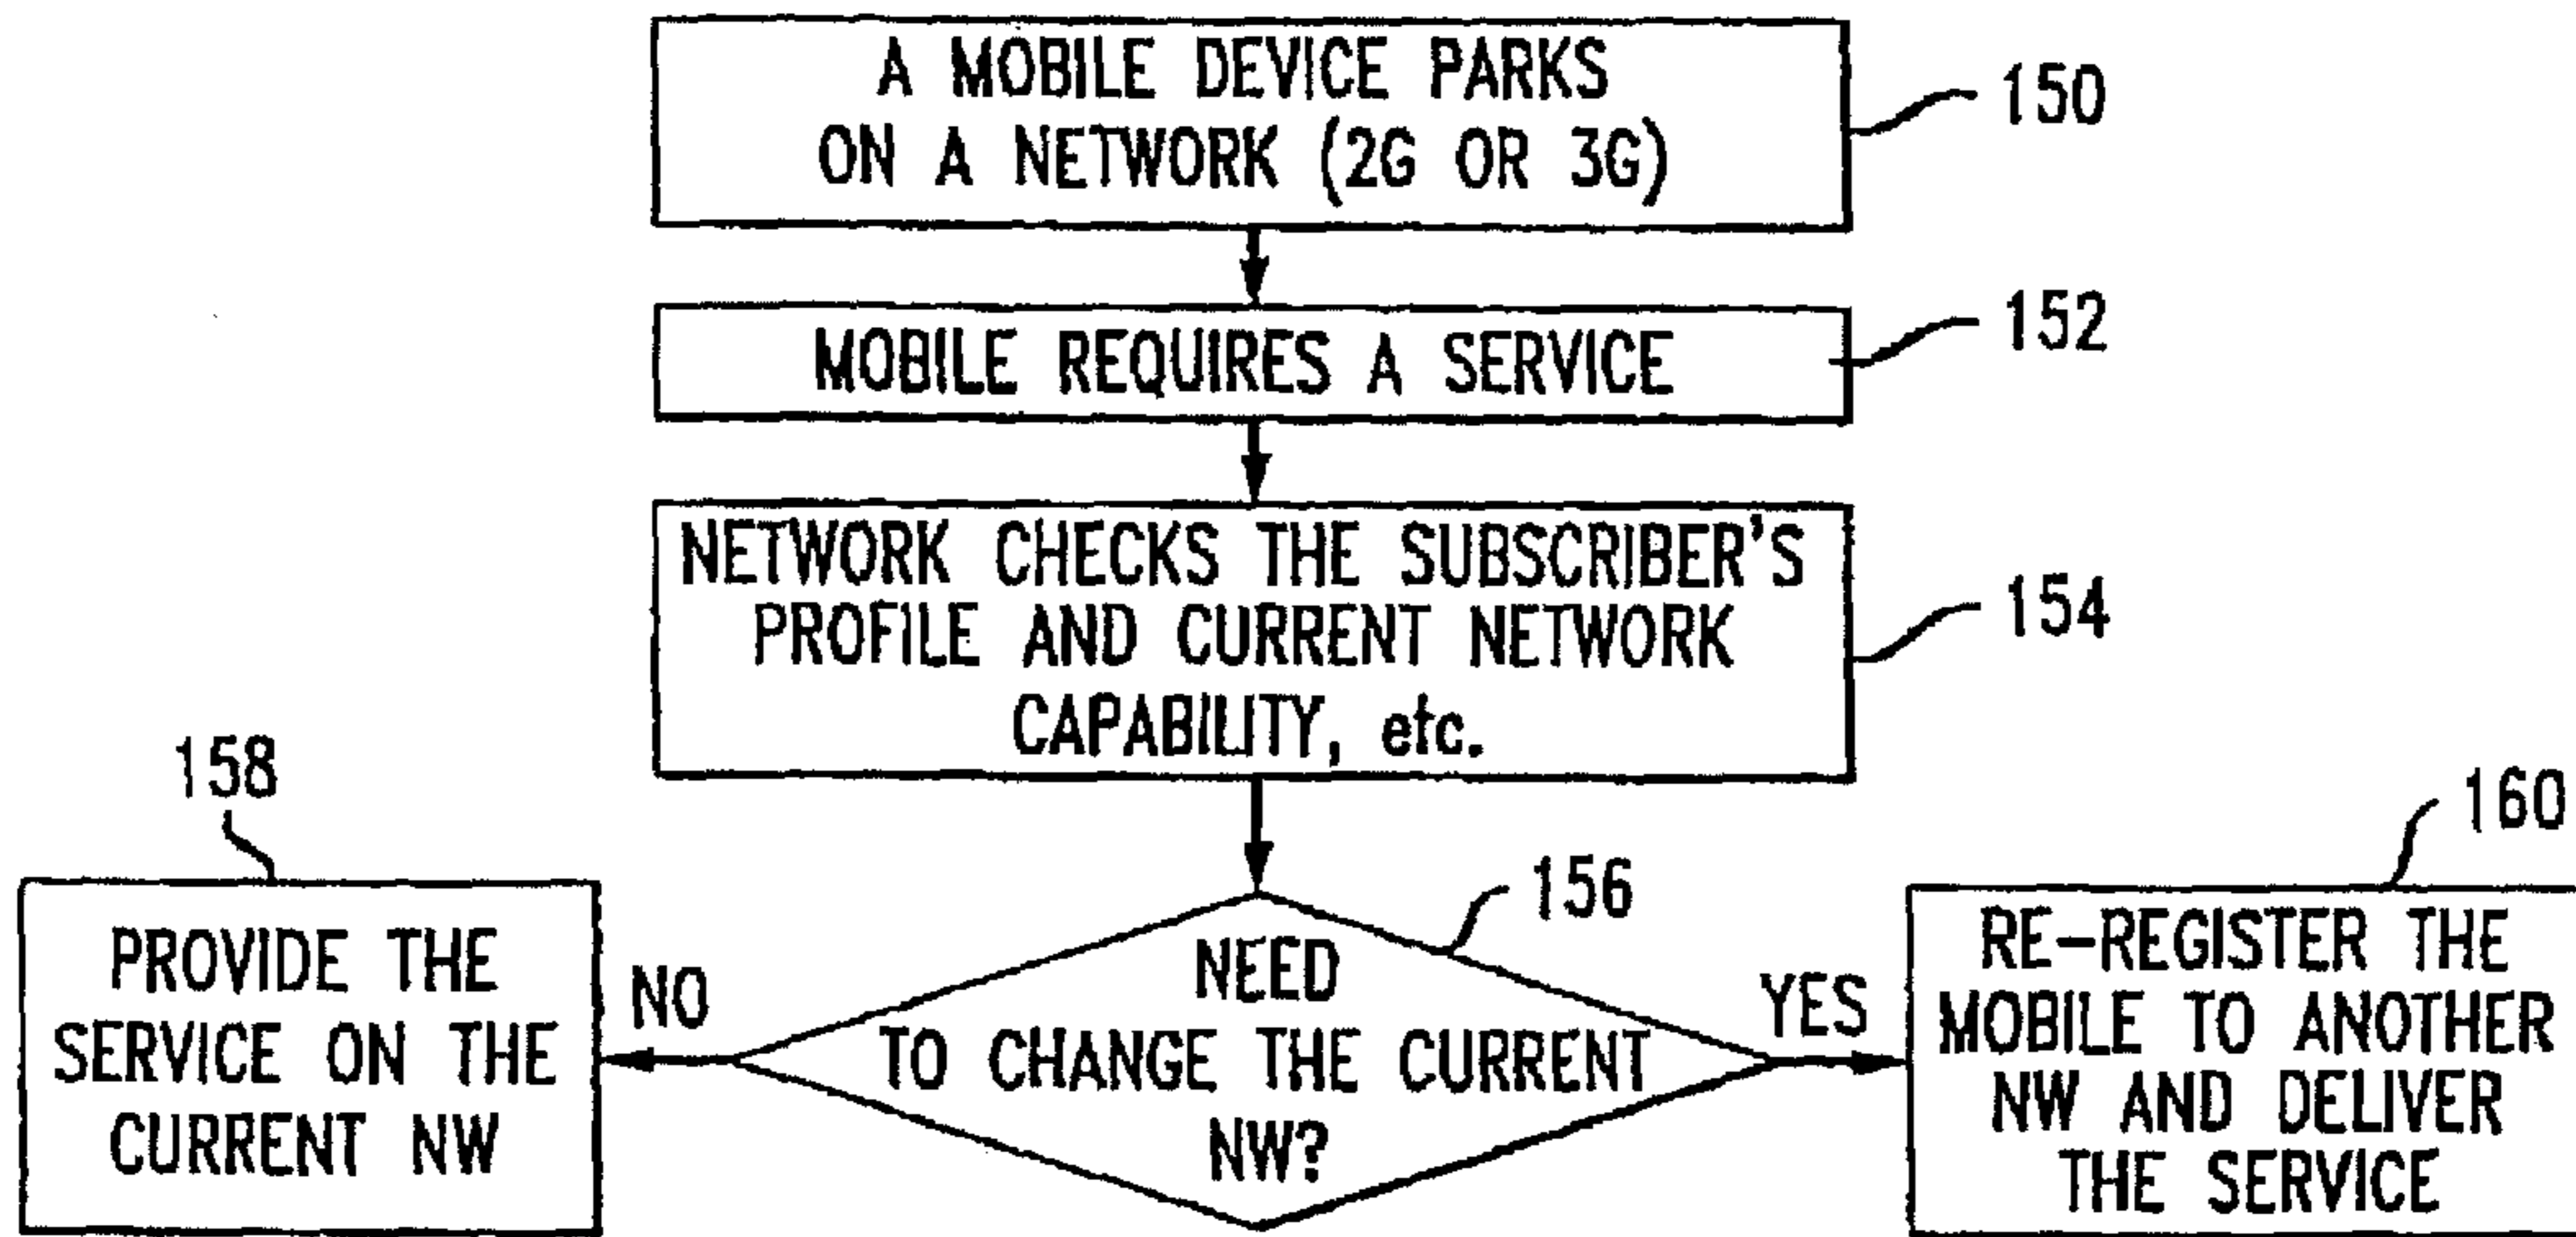 A MOBILE DEVICE PARKS
ON A NETWORK (2G OR 3G)
150
MOBILE REQUIRES A SERVICE
152
NETWORK CHECKS THE SUBSCRIBER'S
PROFILE AND CURRENT NETWORK
CAPABILITY, etc.
154
NEED
TO CHANGE THE CURRENT
NW?
156
NO
158
PROVIDE THE
SERVICE ON THE
CURRENT NW
YES
160
RE-REGISTER THE
MOBILE TO ANOTHER
NW AND DELIVER
THE SERVICE